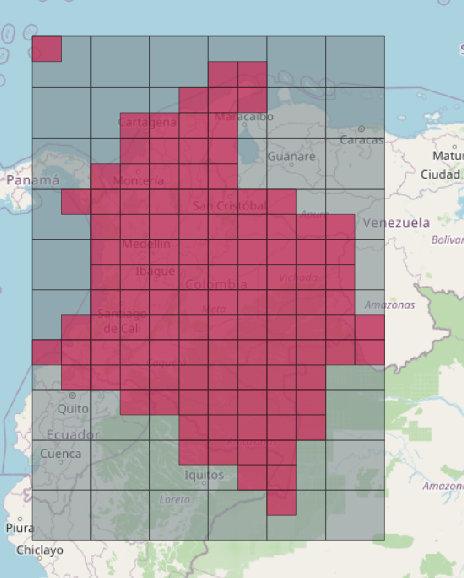 Cartagena
Maracaibo
Caracas
Guanare
Matur
Ciudad
Panamá
Montería
San Cristóbal
Apure
Venezuela
Bolívar
Medellín
Ibagué
Colombia
Vichada
Meta
Amazonas
Santiago
de Cali
Quito
Ecuador
Cuenca
Iquitos
Loreto
Amazon
Piura
Chiclayo